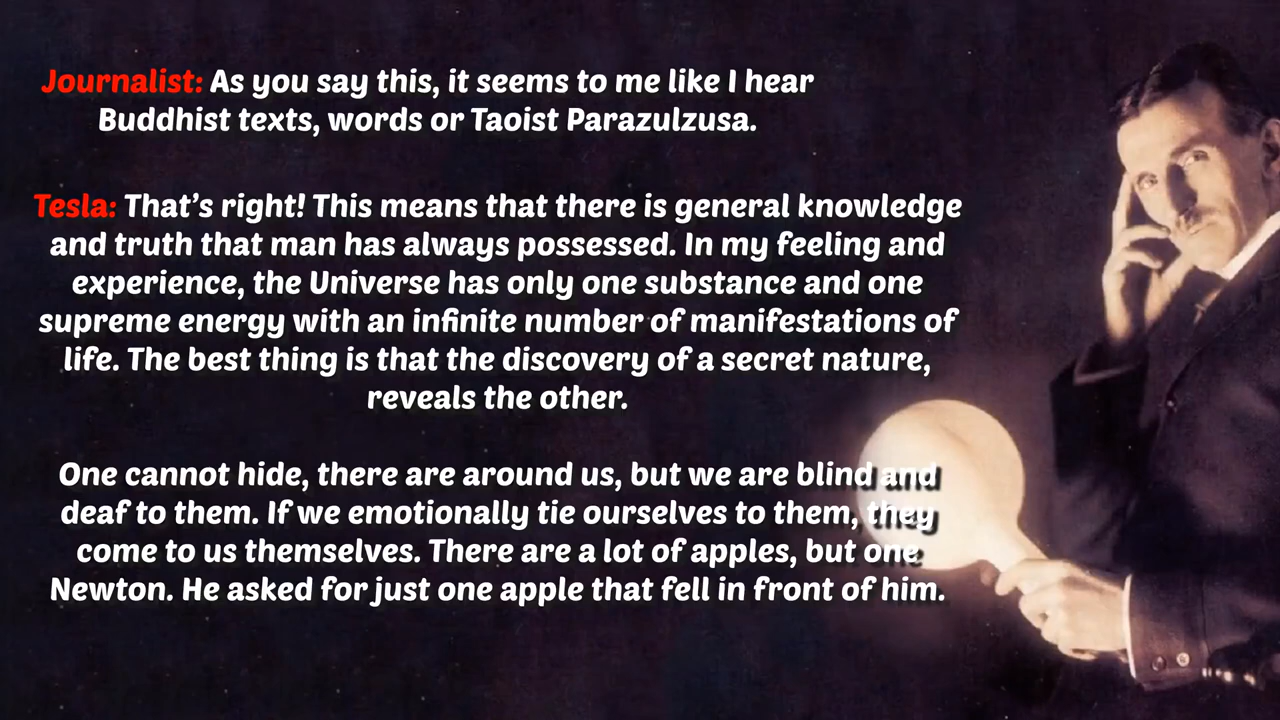 Journalist: As you say this, it seems to me like I hear
Buddhist texts, words or Taoist Parazulzusa.
Tesla: That's right! This means that there is general knowledge
and truth that man has always possessed. In my feeling and
experience, the Universe has only one substance and one
supreme energy with an infinite number of manifestations of
life. The best thing is that the discovery of a secret nature,
reveals the other.
One cannot hide, there are around us, but we are blind and
deaf to them. If we emotionally tie ourselves to them, they
come to us themselves. There are a lot of apples, but one
Newton. He asked for just one apple that fell in front of him.